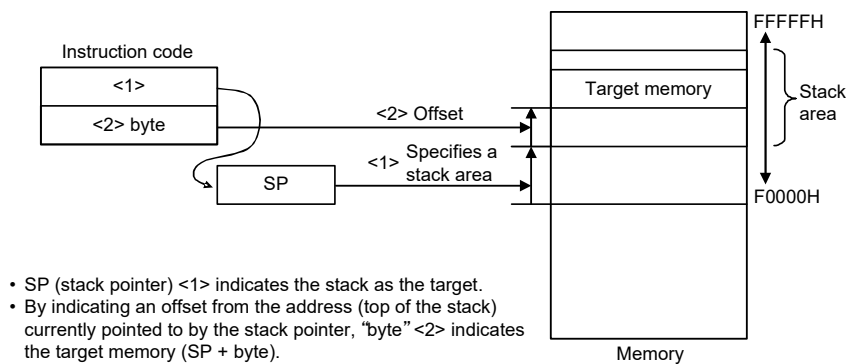 FFFFFH
Instruction code
<1>
<2> byte
<2> Offset
Target memory
Stack
area
<1> Specifies a
stack area
SP
F0000H
• SP (stack pointer) <1> indicates the stack as the target.
• By indicating an offset from the address (top of the stack)
currently pointed to by the stack pointer, “byte” <2> indicates
the target memory (SP + byte).
Memory